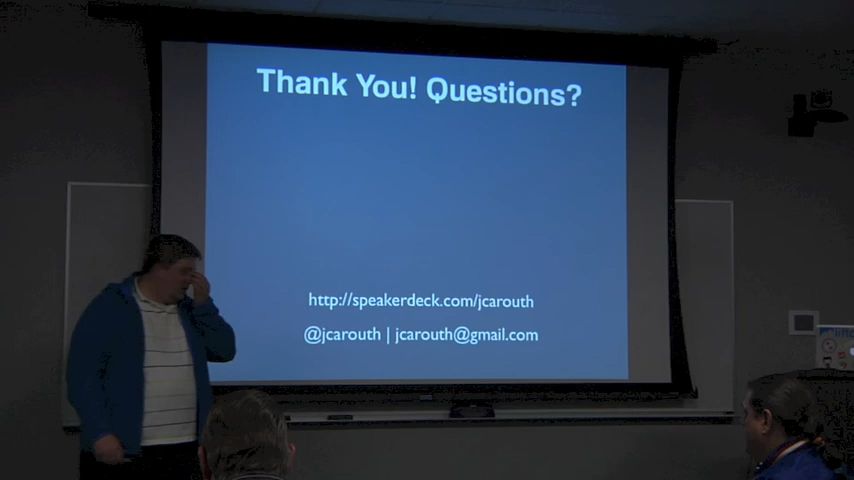 Thank You! Questions?
http://speakerdeck.com/jcarouth
@jcarouth | jcarouth@gmail.com